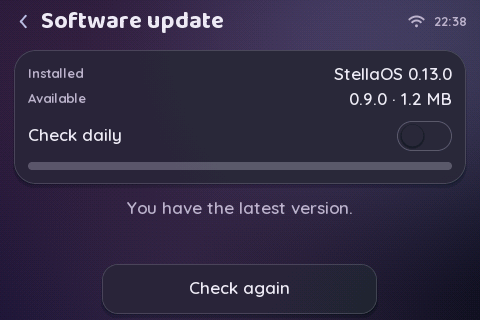 Software update
22:38
Installed
StellaOS 0.13.0
Available
0.9.0 · 1.2 MB
Check daily
You have the latest version.
Check again